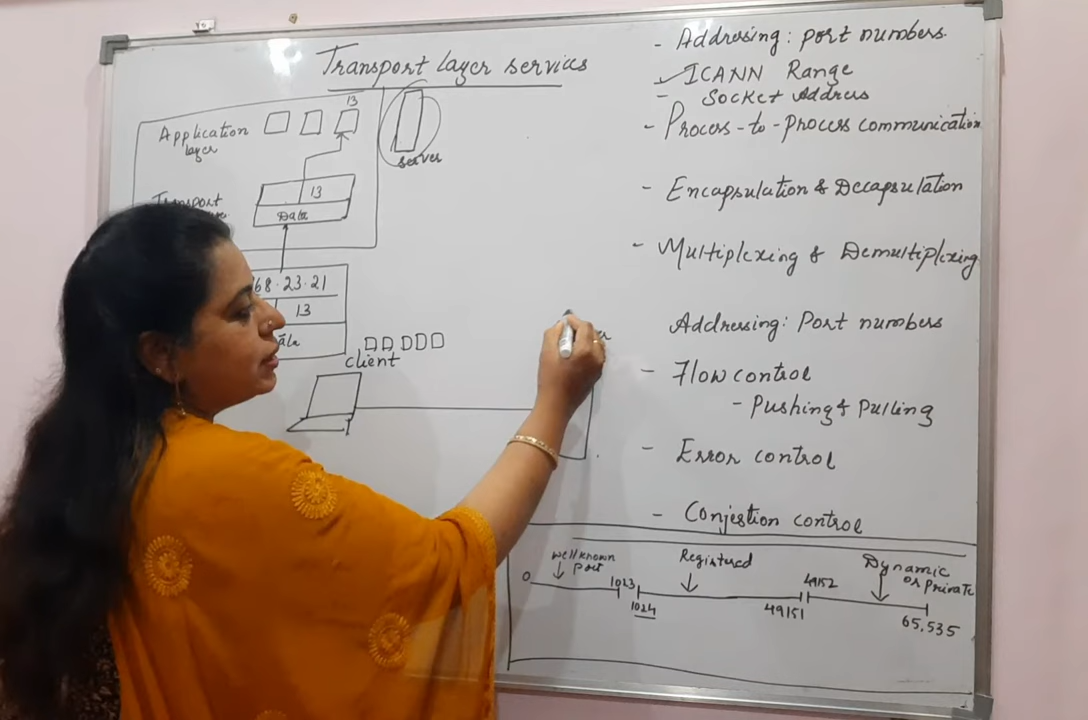 Transport layer services
Application
layer
13
server
Transport
13
Data
68.23.21
13
client
- Addressing: port numbers.
ICANN Range
- Socket Address
- Process-to-Process communication
- Encapsulation & Decapsulation
- Multiplexing & Demultiplexing
Addressing: Port numbers
- Flow control
- Pushing & Pulling
- Error control
- Conjestion control
0 well known port 1023
1024 Registered 49151
49152 Dynamic or Private 65,535